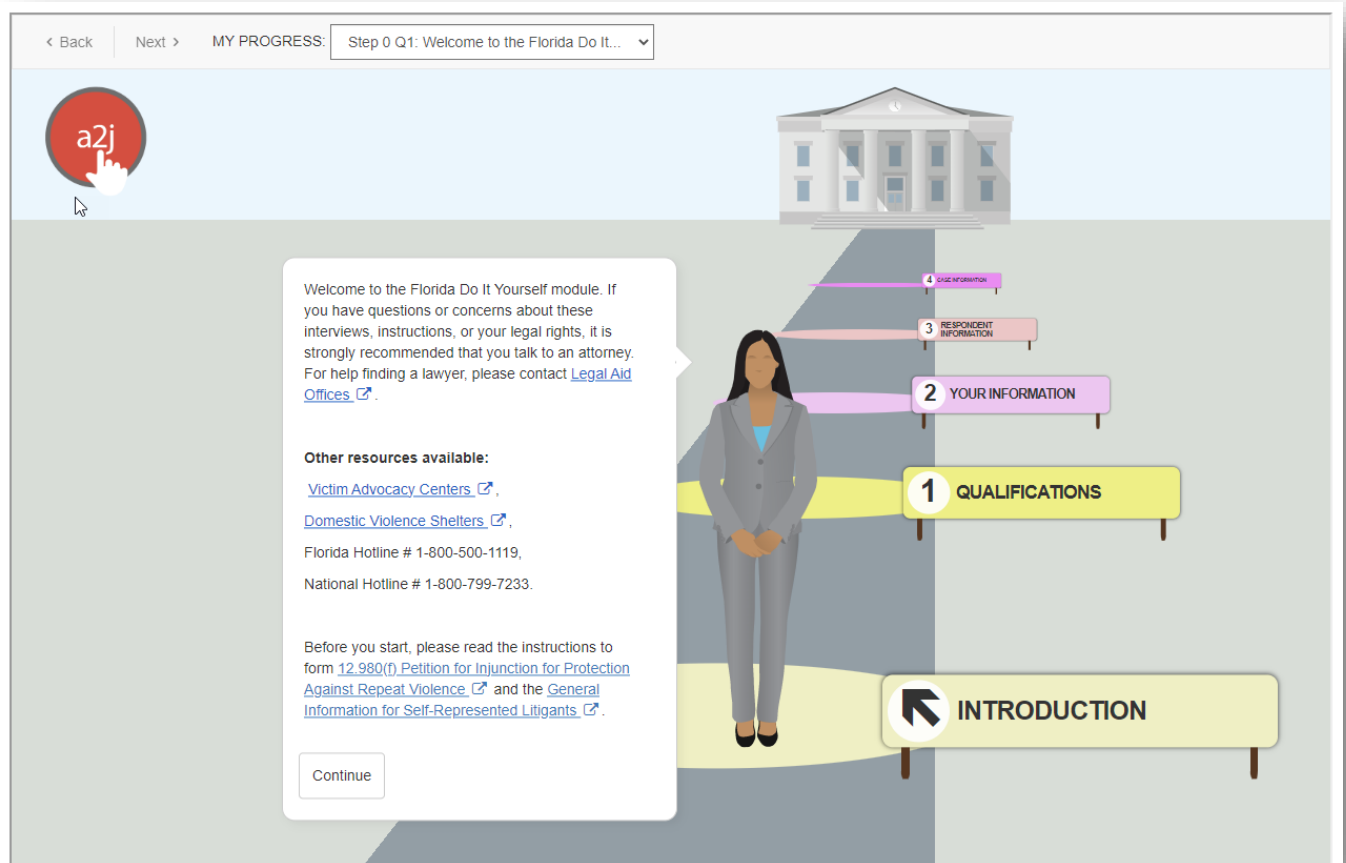 Back
Next
MY PROGRESS:
Step 0 Q1: Welcome to the Florida Do It...
a2j
Welcome to the Florida Do It Yourself module. If
you have questions or concerns about these
interviews, instructions, or your legal rights, it is
strongly recommended that you talk to an attorney.
For help finding a lawyer, please contact Legal Aid
Offices .
Other resources available:
Victim Advocacy Centers ,
Domestic Violence Shelters ,
Florida Hotline # 1-800-500-1119,
National Hotline # 1-800-799-7233.
Before you start, please read the instructions to
form 12.980(f) Petition for Injunction for Protection
Against Repeat Violence and the General
Information for Self-Represented Litigants .
Continue
4 CASE INFORMATION
3 RESPONDENT
INFORMATION
2 YOUR INFORMATION
1 QUALIFICATIONS
INTRODUCTION